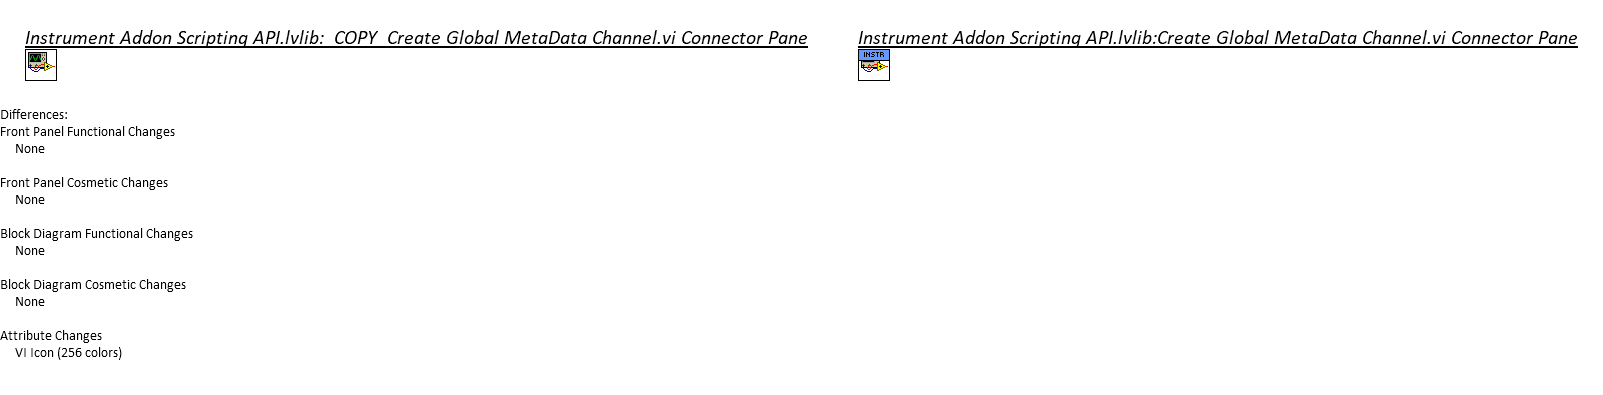 Instrument Addon Scripting API.lvlib:  COPY  Create Global MetaData Channel.vi Connector Pane
Instrument Addon Scripting API.lvlib:Create Global MetaData Channel.vi Connector Pane
INSTR
Differences:
Front Panel Functional Changes
None
Front Panel Cosmetic Changes
None
Block Diagram Functional Changes
None
Block Diagram Cosmetic Changes
None
Attribute Changes
VI Icon (256 colors)